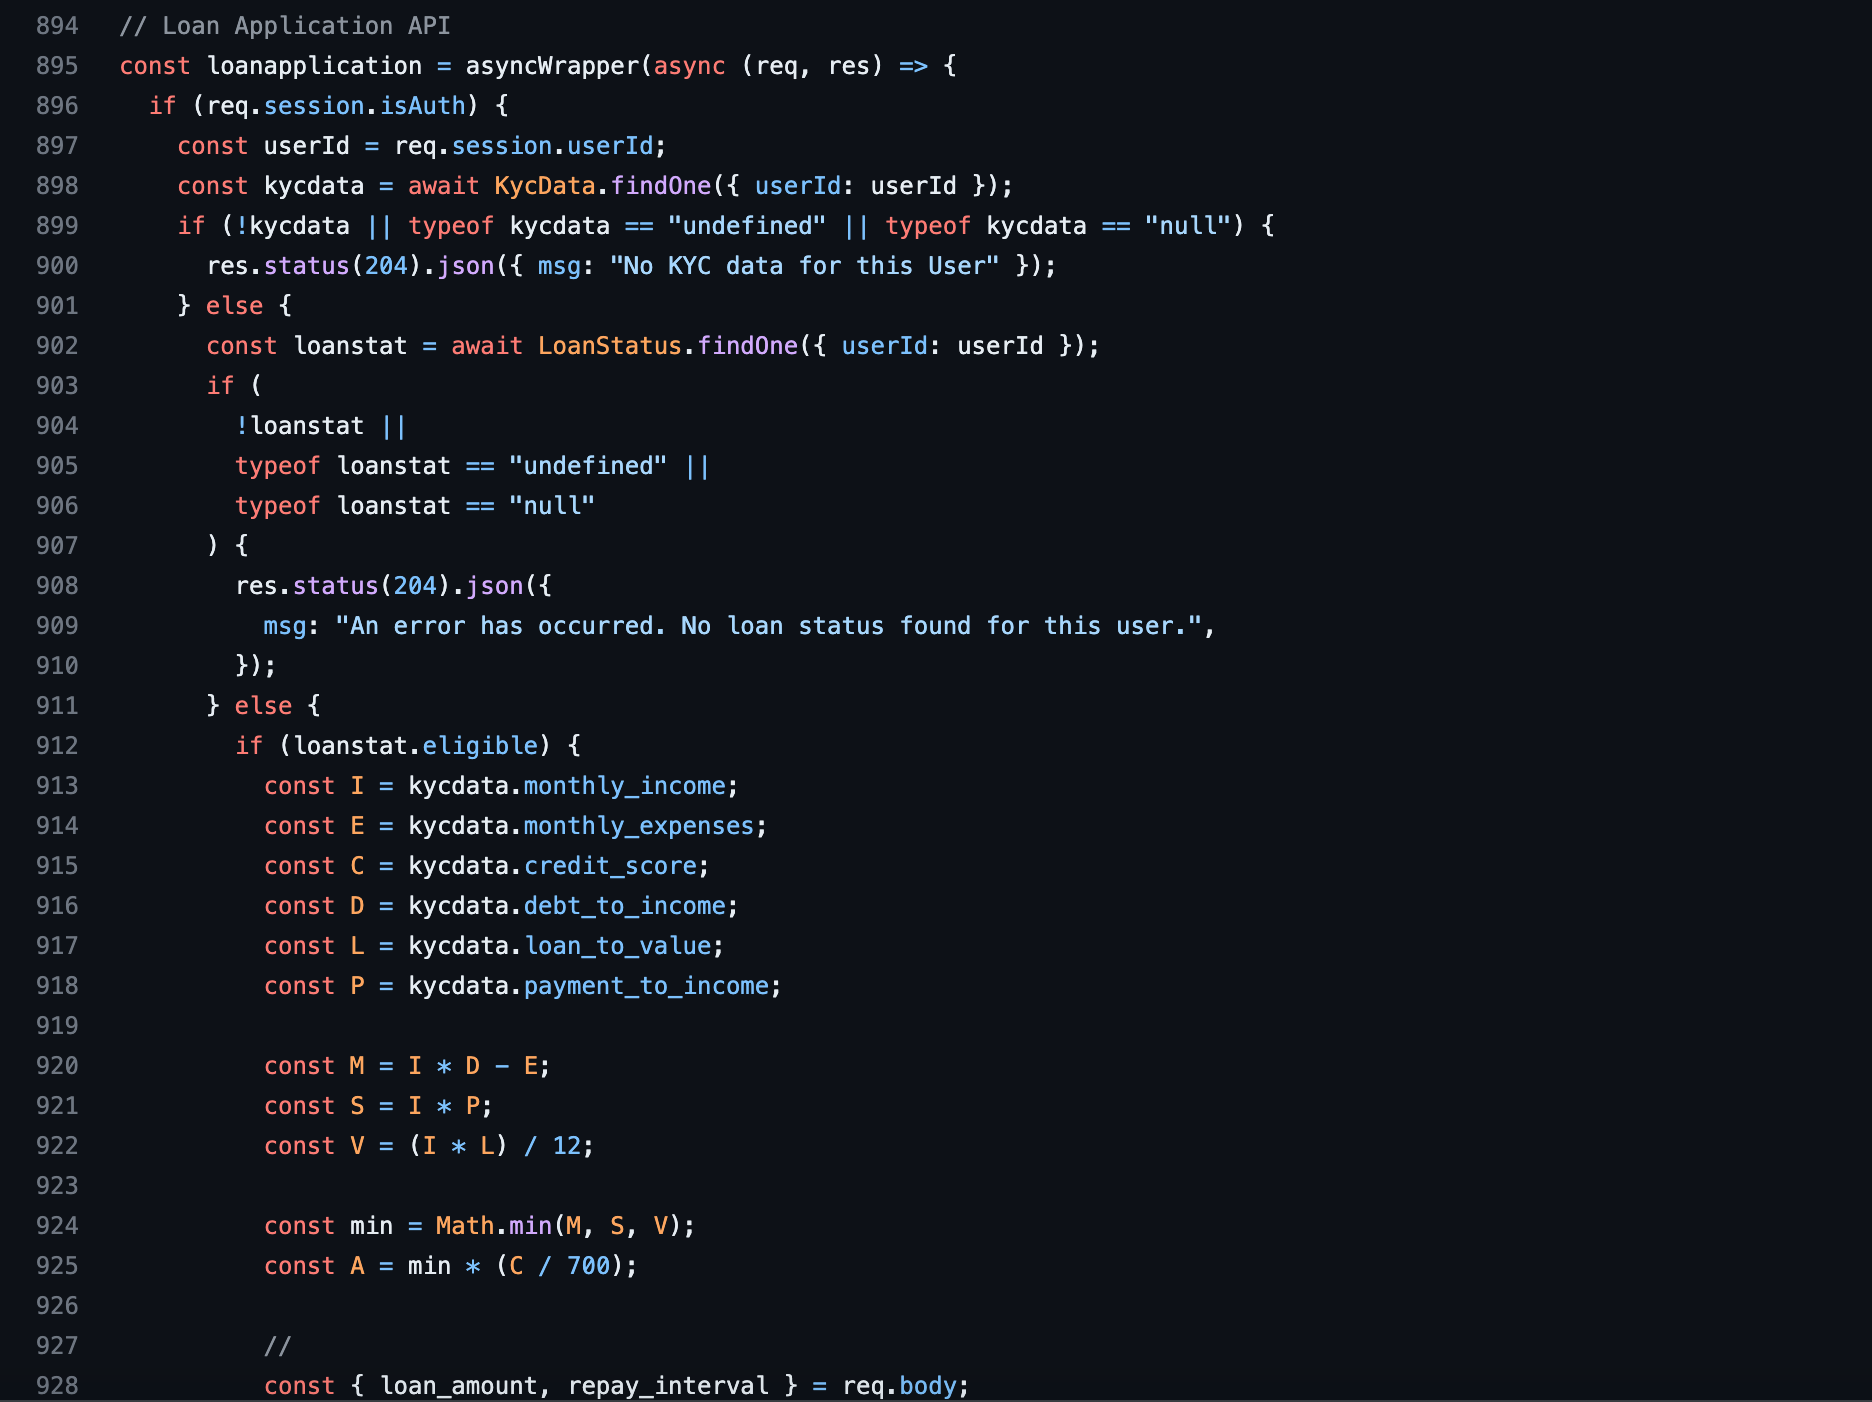 894 // Loan Application API
895 const loanapplication = asyncWrapper(async (req, res) => {
896 if (req.session.isAuth) {
897 const userId = req.session.userId;
898 const kycdata = await KycData.findOne({ userId: userId });
899 if (!kycdata || typeof kycdata == "undefined" || typeof kycdata == "null") {
900 res.status(204).json({ msg: "No KYC data for this User" });
901 } else {
902 const loanstat = await LoanStatus.findOne({ userId: userId });
903 if (
904 !loanstat ||
905 typeof loanstat == "undefined" ||
906 typeof loanstat == "null"
907 ) {
908 res.status(204).json({
909 msg: "An error has occurred. No loan status found for this user.",
910 });
911 } else {
912 if (loanstat.eligible) {
913 const I = kycdata.monthly_income;
914 const E = kycdata.monthly_expenses;
915 const C = kycdata.credit_score;
916 const D = kycdata.debt_to_income;
917 const L = kycdata.loan_to_value;
918 const P = kycdata.payment_to_income;
919
920 const M = I * D - E;
921 const S = I * P;
922 const V = (I * L) / 12;
923
924 const min = Math.min(M, S, V);
925 const A = min * (C / 700);
926
927 //
928 const { loan_amount, repay_interval } = req.body;